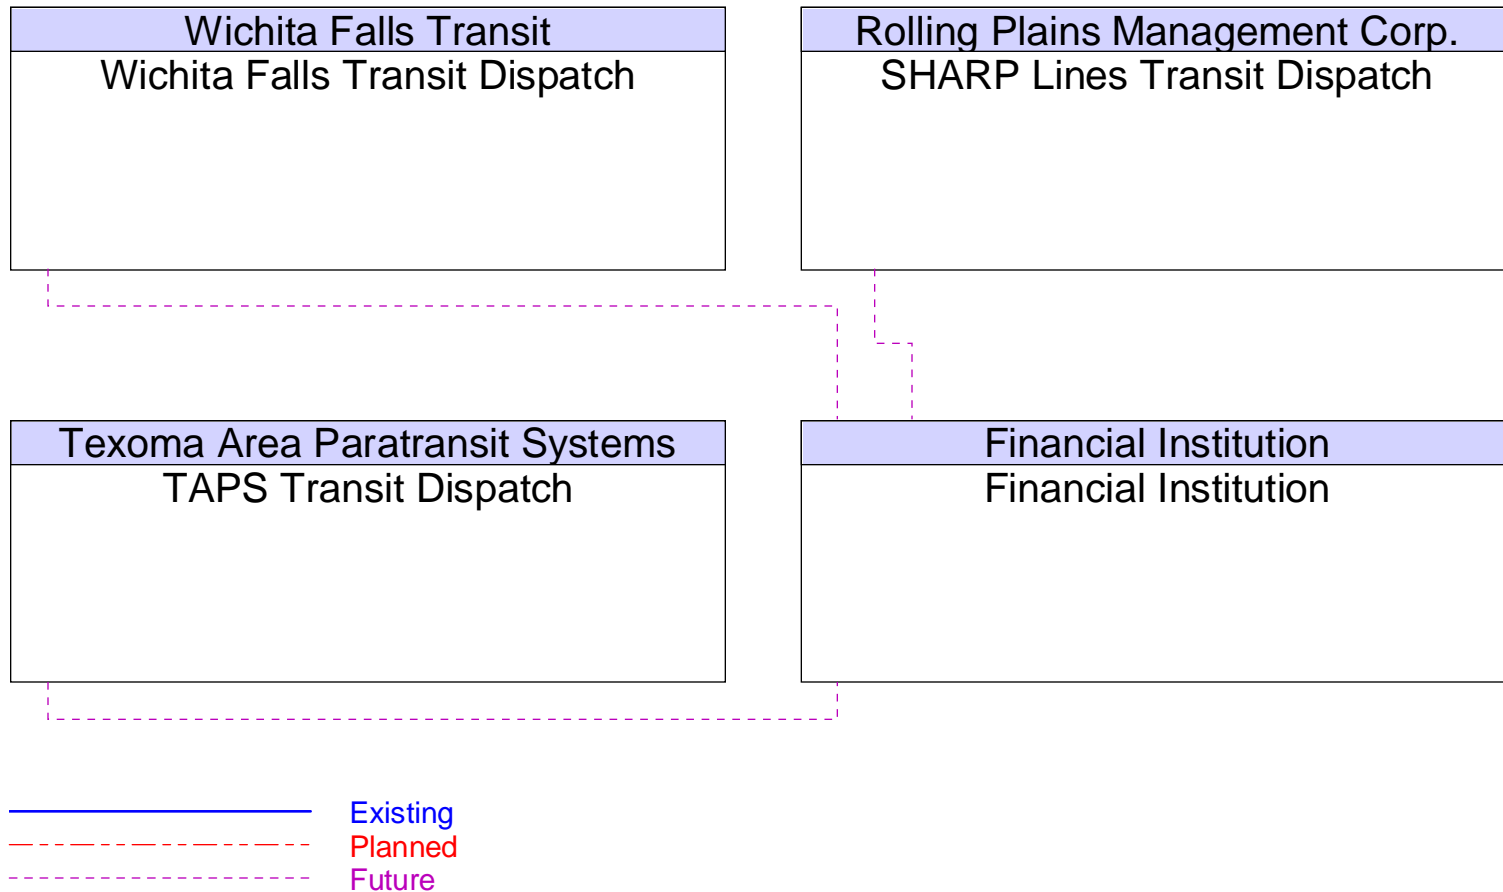 Wichita Falls Transit
Wichita Falls Transit Dispatch
Rolling Plains Management Corp.
SHARP Lines Transit Dispatch
Texoma Area Paratransit Systems
TAPS Transit Dispatch
Financial Institution
Financial Institution
Existing
Planned
Future